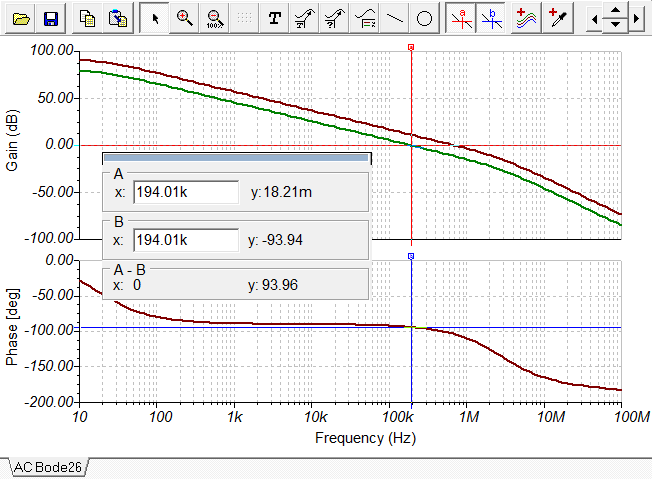 100%
T
a
b
100.00
50.00
0.00
-50.00
-100.00
Gain (dB)
a
A
x: 194.01k y:18.21m
B
x: 194.01k y: -93.94
A - B
x: 0 y: 93.96
b
0.00
-50.00
-100.00
-150.00
-200.00
Phase [deg]
10 100 1k 10k 100k 1M 10M 100M
Frequency (Hz)
AC Bode26